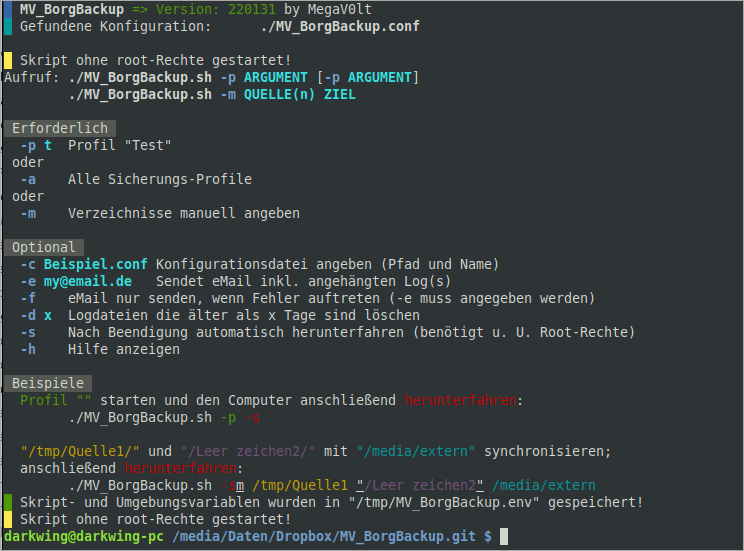 MV_BorgBackup => Version: 220131 by MegaV0lt
Gefundene Konfiguration:      ./MV_BorgBackup.conf
Skript ohne root-Rechte gestartet!
Aufruf: ./MV_BorgBackup.sh -p ARGUMENT [-p ARGUMENT]
./MV_BorgBackup.sh -m QUELLE(n) ZIEL
Erforderlich
-p t  Profil "Test"
oder
-a    Alle Sicherungs-Profile
oder
-m    Verzeichnisse manuell angeben
Optional
-c Beispiel.conf Konfigurationsdatei angeben (Pfad und Name)
-e my@email.de   Sendet eMail inkl. angehängten Log(s)
-f    eMail nur senden, wenn Fehler auftreten (-e muss angegeben werden)
-d x  Logdateien die älter als x Tage sind löschen
-s    Nach Beendigung automatisch herunterfahren (benötigt u. U. Root-Rechte)
-h    Hilfe anzeigen
Beispiele
Profil "" starten und den Computer anschließend herunterfahren:
./MV_BorgBackup.sh -p -s
"/tmp/Quelle1/" und "/Leer zeichen2/" mit "/media/extern" synchronisieren;
anschließend herunterfahren:
./MV_BorgBackup.sh -sm /tmp/Quelle1 "/Leer zeichen2" /media/extern
Skript- und Umgebungsvariablen wurden in "/tmp/MV_BorgBackup.env" gespeichert!
Skript ohne root-Rechte gestartet!
darkwing@darkwing-pc /media/Daten/Dropbox/MV_BorgBackup.git $